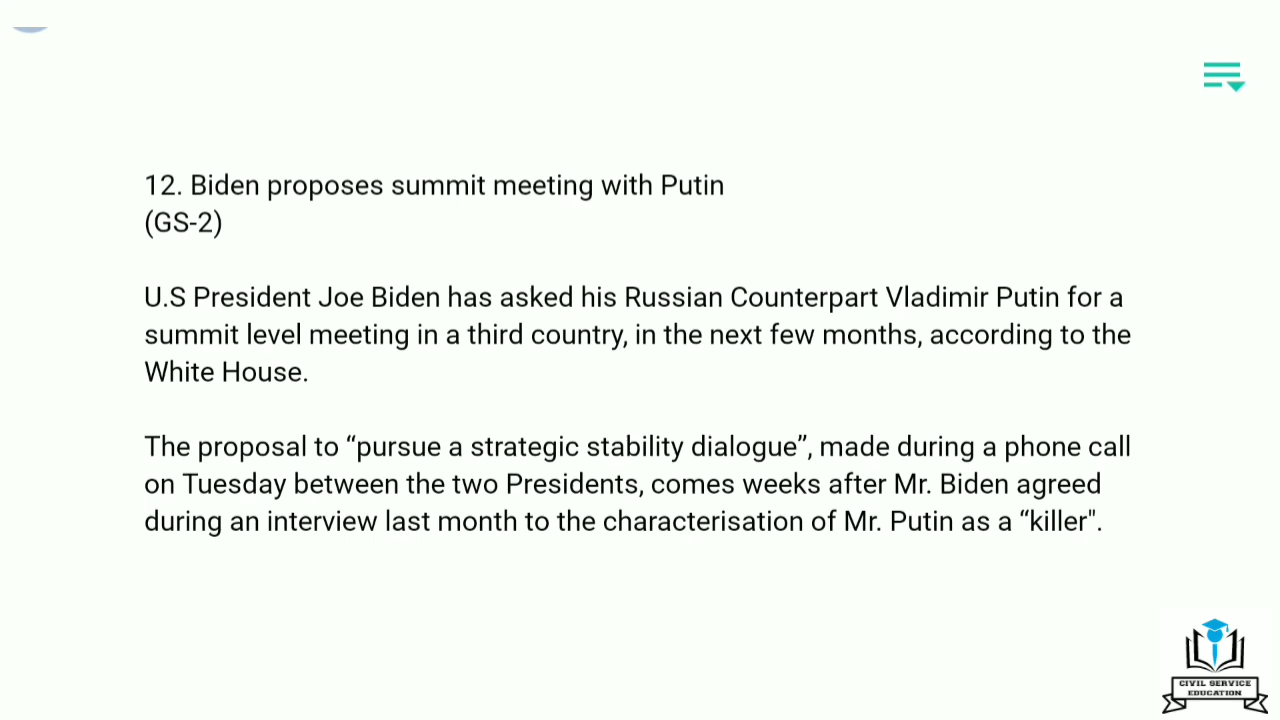 12. Biden proposes summit meeting with Putin
(GS-2)
U.S President Joe Biden has asked his Russian Counterpart Vladimir Putin for a
summit level meeting in a third country, in the next few months, according to the
White House.
The proposal to “pursue a strategic stability dialogue”, made during a phone call
on Tuesday between the two Presidents, comes weeks after Mr. Biden agreed
during an interview last month to the characterisation of Mr. Putin as a “killer".
CIVIL SERVICE
EDUCATION